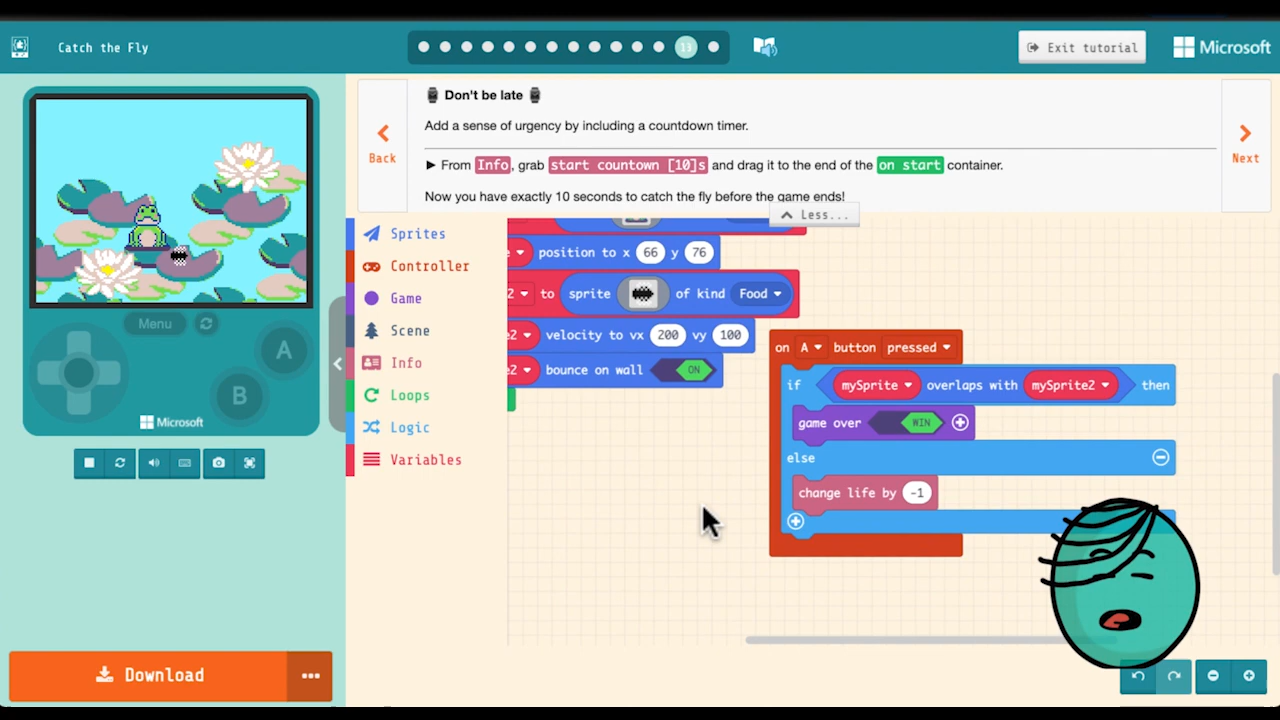 Catch the Fly
13
Exit tutorial
Microsoft
Don't be late
Add a sense of urgency by including a countdown timer.
Back
► From Info, grab start countown [10]s and drag it to the end of the on start container.
Next
Now you have exactly 10 seconds to catch the fly before the game ends!
Less...
Menu
A
B
Microsoft
Download
Sprites
Controller
Game
Scene
Info
Loops
Logic
Variables
e position to x 66 y 76
2 to sprite of kind Food
e2 velocity to vx 200 vy 100
e2 bounce on wall ON
on A button pressed
if mySprite overlaps with mySprite2 then
game over WIN
else
change life by -1